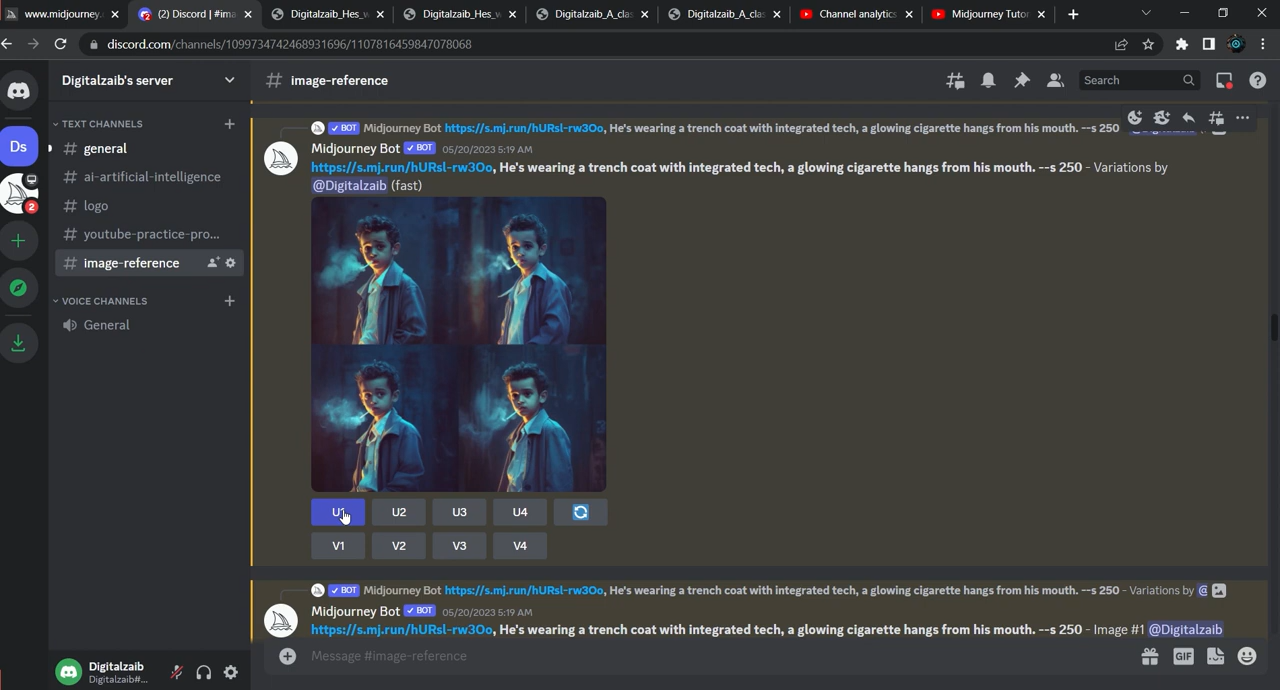 www.midjourney.
(2) Discord | #ima
Digitalzaib_Hes_w
Digitalzaib_Hes_w
Digitalzaib_A_clas
Digitalzaib_A_clas
Channel analytics
Midjourney Tutor
discord.com/channels/1099734742468931696/1107816459847078068
Digitalzaib's server
# image-reference
Search
TEXT CHANNELS
Ds
# general
# ai-artificial-intelligence
2
# logo
# youtube-practice-pro...
# image-reference
VOICE CHANNELS
General
BOT Midjourney Bot https://s.mj.run/hURsl-rw3Oo, He's wearing a trench coat with integrated tech, a glowing cigarette hangs from his mouth. --s 250
Midjourney Bot BOT 05/20/2023 5:19 AM
https://s.mj.run/hURsl-rw3Oo, He's wearing a trench coat with integrated tech, a glowing cigarette hangs from his mouth. --s 250 - Variations by
@Digitalzaib (fast)
U1 U2 U3 U4
V1 V2 V3 V4
BOT Midjourney Bot https://s.mj.run/hURsl-rw3Oo, He's wearing a trench coat with integrated tech, a glowing cigarette hangs from his mouth. --s 250 - Variations by @
Midjourney Bot BOT 05/20/2023 5:19 AM
https://s.mj.run/hURsl-rw3Oo, He's wearing a trench coat with integrated tech, a glowing cigarette hangs from his mouth. --s 250 - Image #1 @Digitalzaib
Message #image-reference
GIF
Digitalzaib
Digitalzaib#...